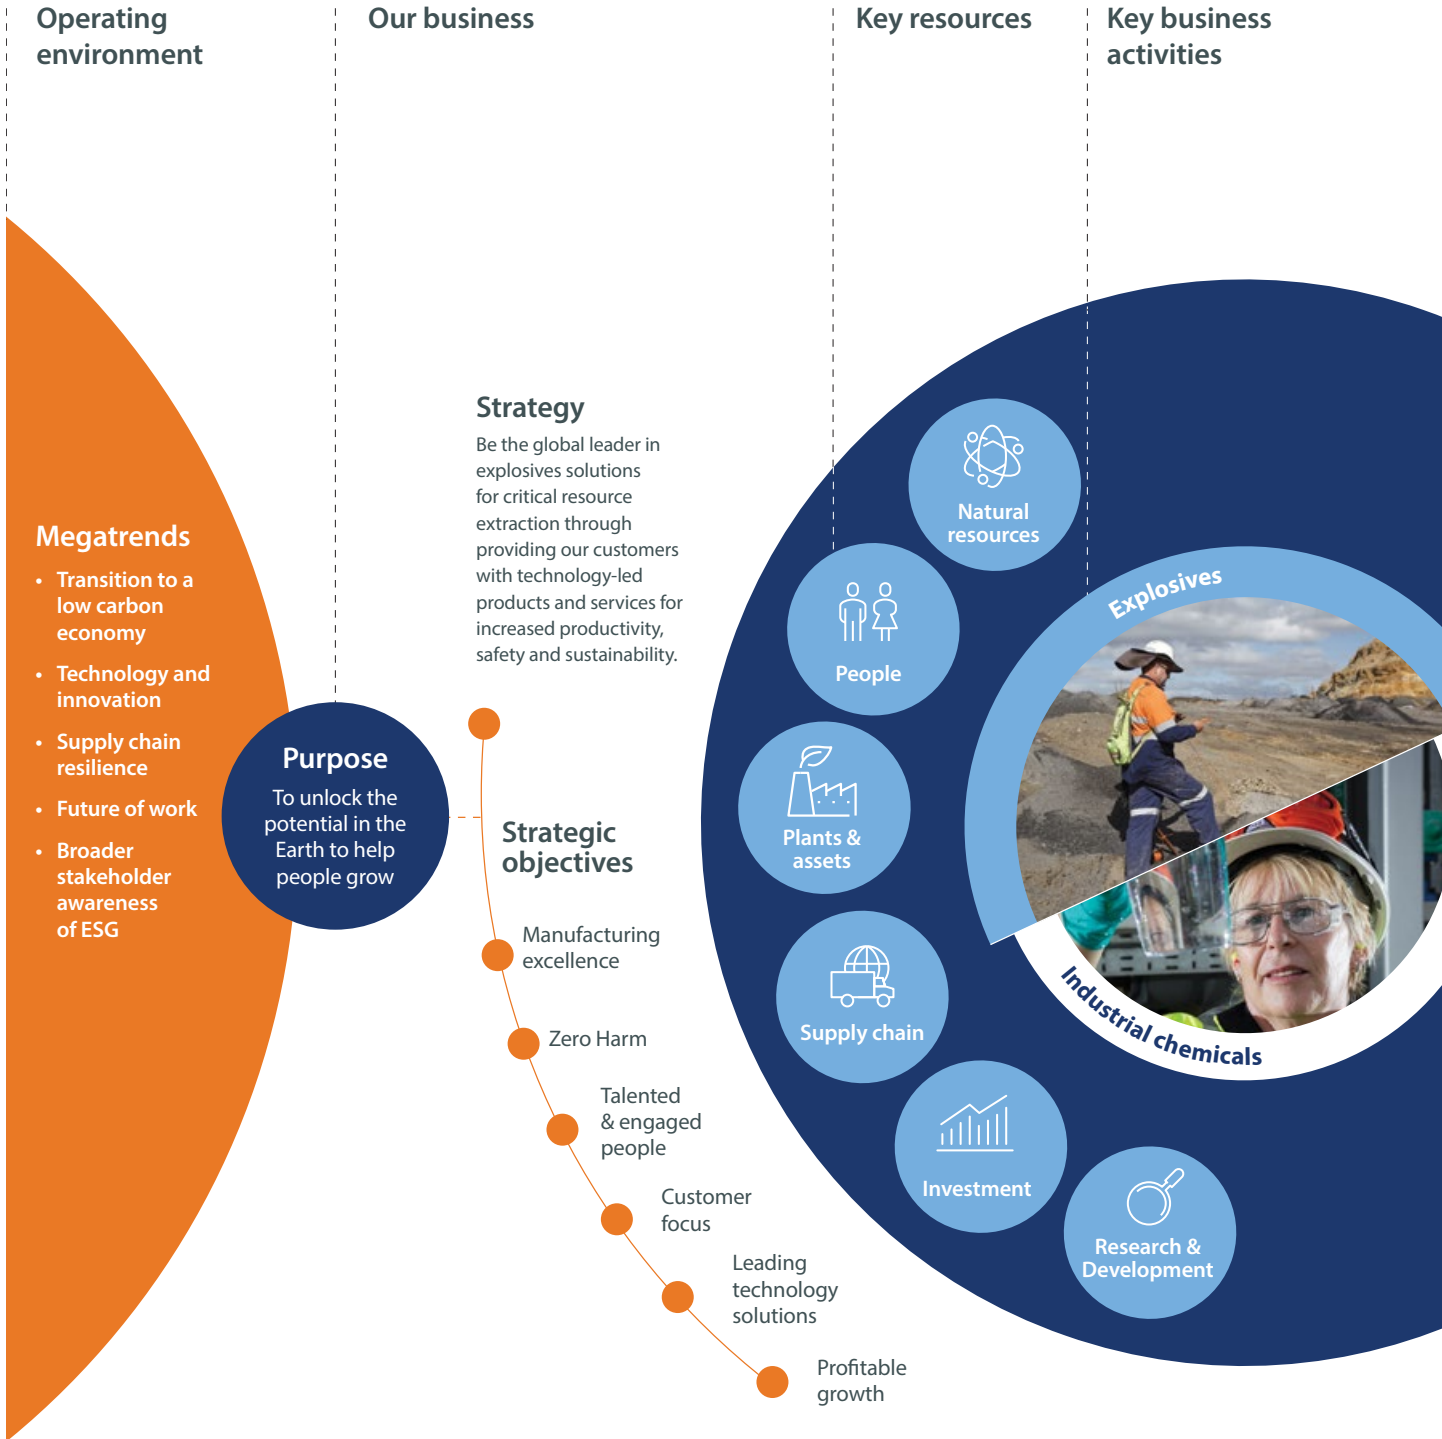 Operating
environment
Our business
Key resources
Key business
activities
Megatrends
• Transition to a
low carbon
economy
• Technology and
innovation
• Supply chain
resilience
• Future of work
• Broader
stakeholder
awareness
of ESG
Purpose
To unlock the
potential in the
Earth to help
people grow
Strategy
Be the global leader in
explosives solutions
for critical resource
extraction through
providing our customers
with technology-led
products and services for
increased productivity,
safety and sustainability.
Strategic
objectives
Manufacturing
excellence
Zero Harm
Talented
& engaged
people
Customer
focus
Leading
technology
solutions
Profitable
growth
Natural
resources
People
Plants &
assets
Supply chain
Investment
Research &
Development
Explosives
Industrial chemicals